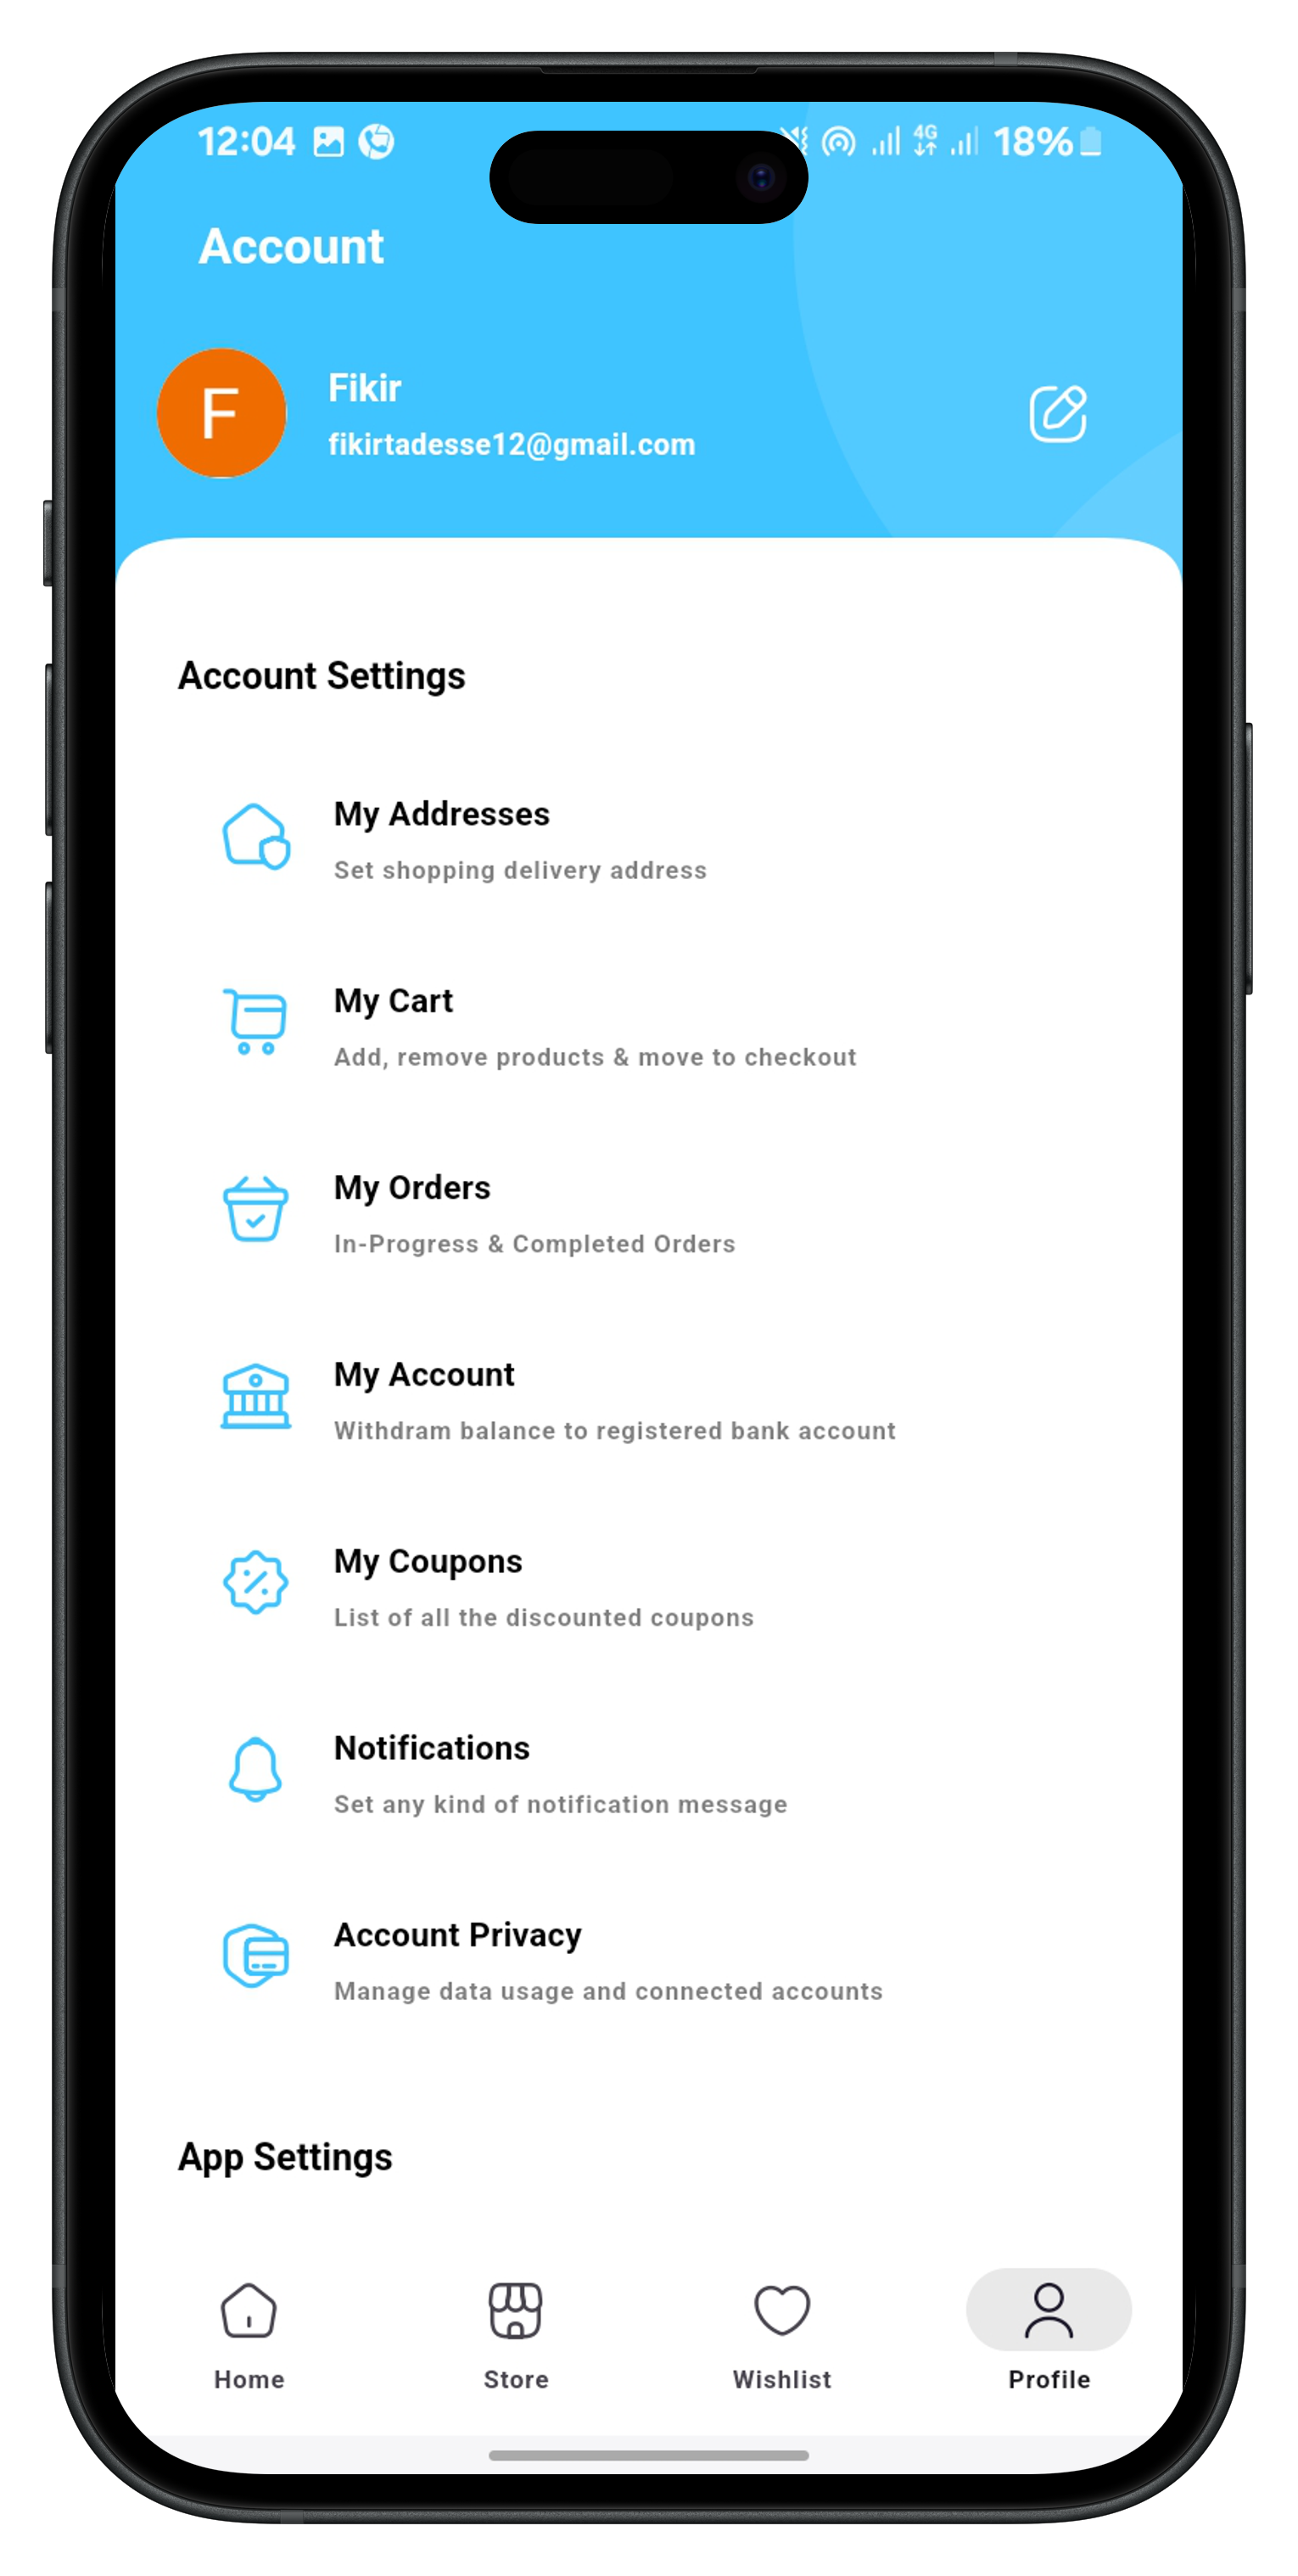 12:04
4G
18%
Account
F
Fikir
fikirtadesse12@gmail.com
Account Settings
My Addresses
Set shopping delivery address
My Cart
Add, remove products & move to checkout
My Orders
In-Progress & Completed Orders
My Account
Withdram balance to registered bank account
My Coupons
List of all the discounted coupons
Notifications
Set any kind of notification message
Account Privacy
Manage data usage and connected accounts
App Settings
Home
Store
Wishlist
Profile